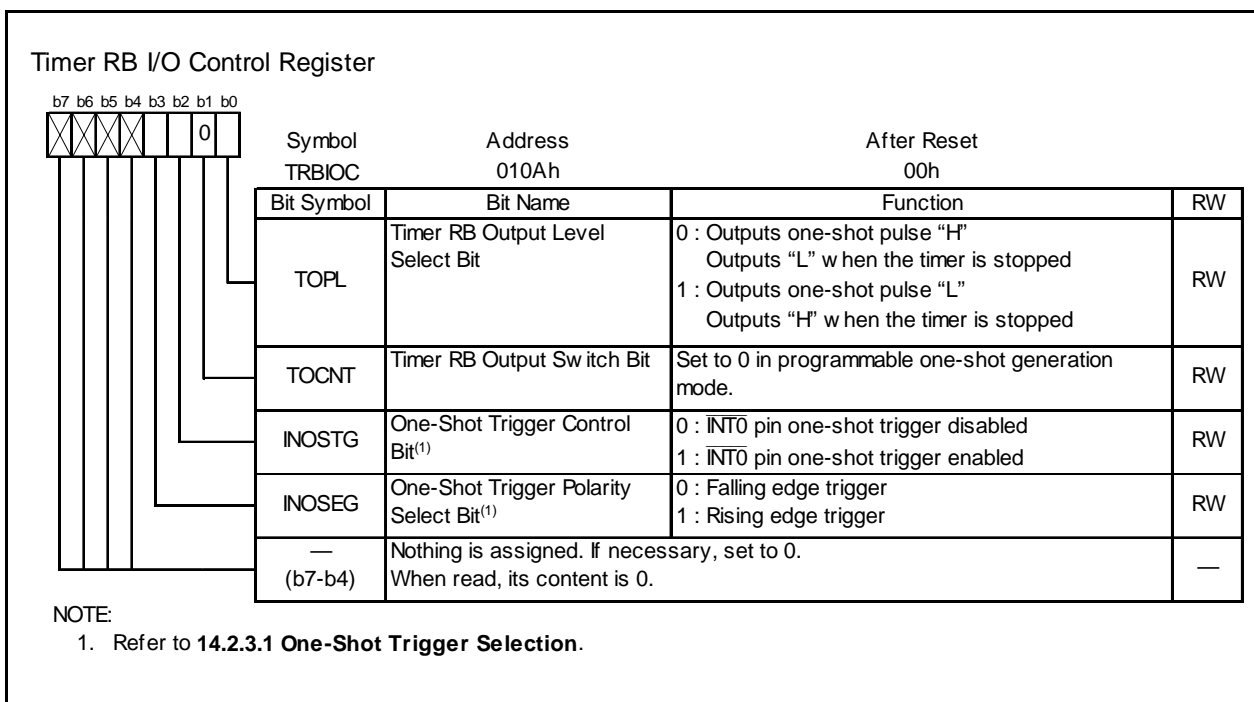 Timer RB I/O Control Register
b7 b6 b5 b4 b3 b2 b1 b0
0
Symbol Address After Reset
TRBIOC 010Ah 00h
Bit Symbol Bit Name Function RW
TOPL Timer RB Output Level Select Bit 0 : Outputs one-shot pulse “H”
Outputs “L” when the timer is stopped
1 : Outputs one-shot pulse “L”
Outputs “H” when the timer is stopped RW
TOCNT Timer RB Output Switch Bit Set to 0 in programmable one-shot generation
mode. RW
INOSTG One-Shot Trigger Control
Bit(1) 0 : INT0 pin one-shot trigger disabled
1 : INT0 pin one-shot trigger enabled RW
INOSEG One-Shot Trigger Polarity
Select Bit(1) 0 : Falling edge trigger
1 : Rising edge trigger RW
— Nothing is assigned. If necessary, set to 0.
(b7-b4) When read, its content is 0. —
NOTE:
1. Refer to 14.2.3.1 One-Shot Trigger Selection.